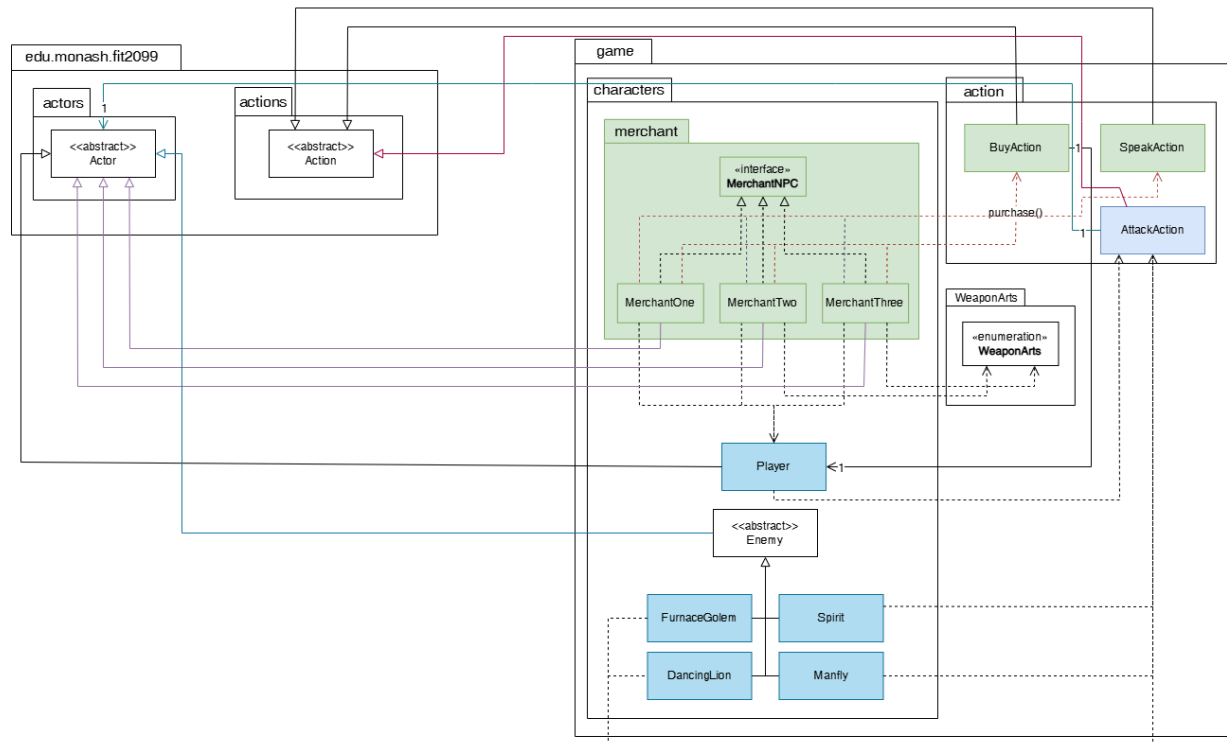 edu.monash.fit2099
game
characters
action
actors
actions
1
<<abstract>>
Actor
<<abstract>>
Action
merchant
BuyAction
1
SpeakAction
«interface»
MerchantNPC
purchase()
1
AttackAction
MerchantOne
MerchantTwo
MerchantThree
WeaponArts
«enumeration»
WeaponArts
Player
1
<<abstract>>
Enemy
FurnaceGolem
Spirit
DancingLion
Manfly